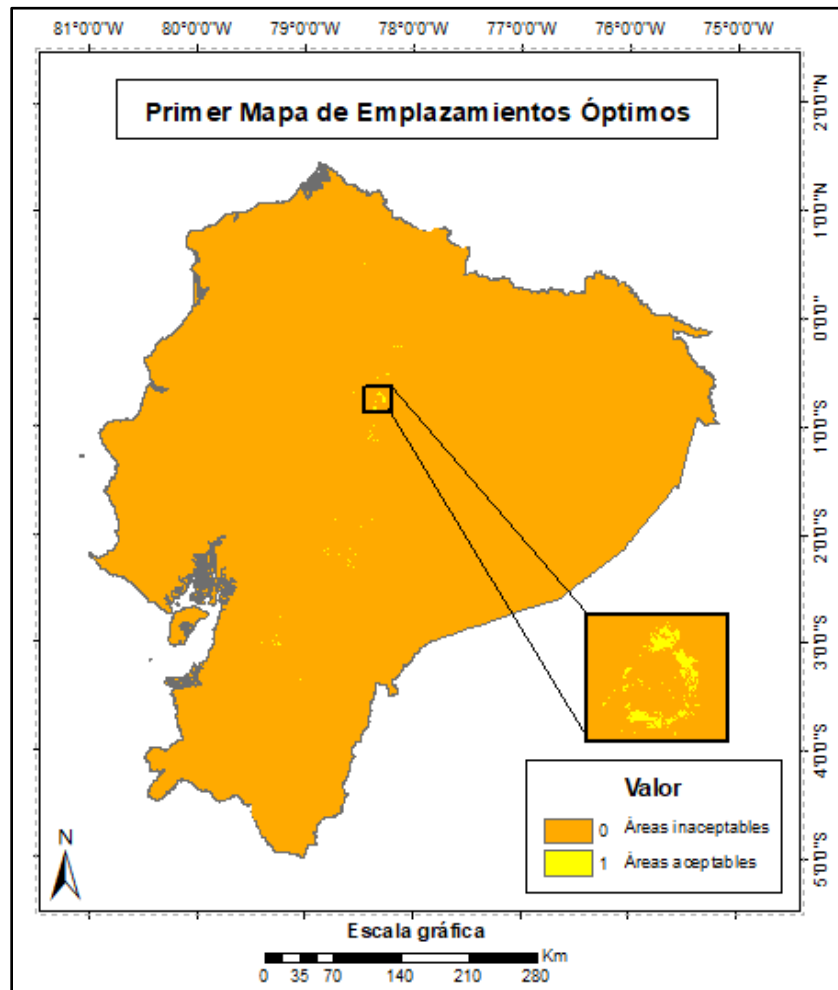 81°0'0"W 80°0'0"W 79°0'0"W 78°0'0"W 77°0'0"W 76°0'0"W 75°0'0"W
Primer Mapa de Emplazamientos Óptimos
2°0'0"N
1°0'0"N
0°0'0"
1°0'0"S
2°0'0"S
3°0'0"S
4°0'0"S
5°0'0"S
Valor
0 Áreas inaceptables
1 Áreas aceptables
N
Escala gráfica
Km
0 35 70 140 210 280